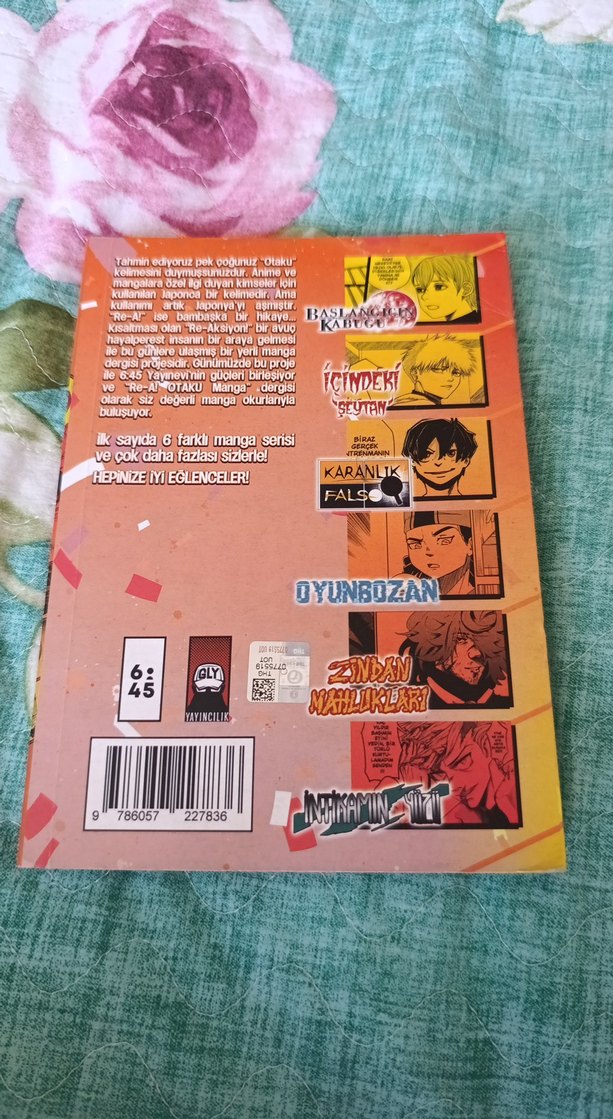 Tahmin ediyoruz pek çoğunuz "Otaku"
kelimesini duymuşsunuzdur. Anime ve
mangalara özel ilgi duyan kimseler için
kullanılan Japonca bir kelimedir. Ama
kullanımı artık Japonya'yı aşmıştır.
"Re-A!" ise bambaşka bir hikaye...
Kısaltması olan "Re-Aksiyon!" bir avuç
hayalperest insanın bir araya gelmesi
ile bu günlere ulaşmış bir yerli manga
dergisi projesidir. Günümüzde bu proje
ile 6:45 Yayınevi'nin güçleri birleşiyor
ve "Re-A! OTAKU Manga" dergisi
olarak siz değerli manga okurlarıyla
buluşuyor.
İlk sayıda 6 farklı manga serisi
ve çok daha fazlası sizlerle!
HEPİNİZE İYİ EĞLENCELER!
BAŞLANGICIN
KABUĞU
İÇİNDEKİ
ŞEYTAN
BİRAZ
GERÇEK
KARANLIK
FALSO
OYUNBOZAN
ZİNDAN
MAHLUKLARI
İNTİKAMIN YÜZÜ
6:
45
GLY
YAYINCILIK
THG
0775519
UOT
9 786057 227836